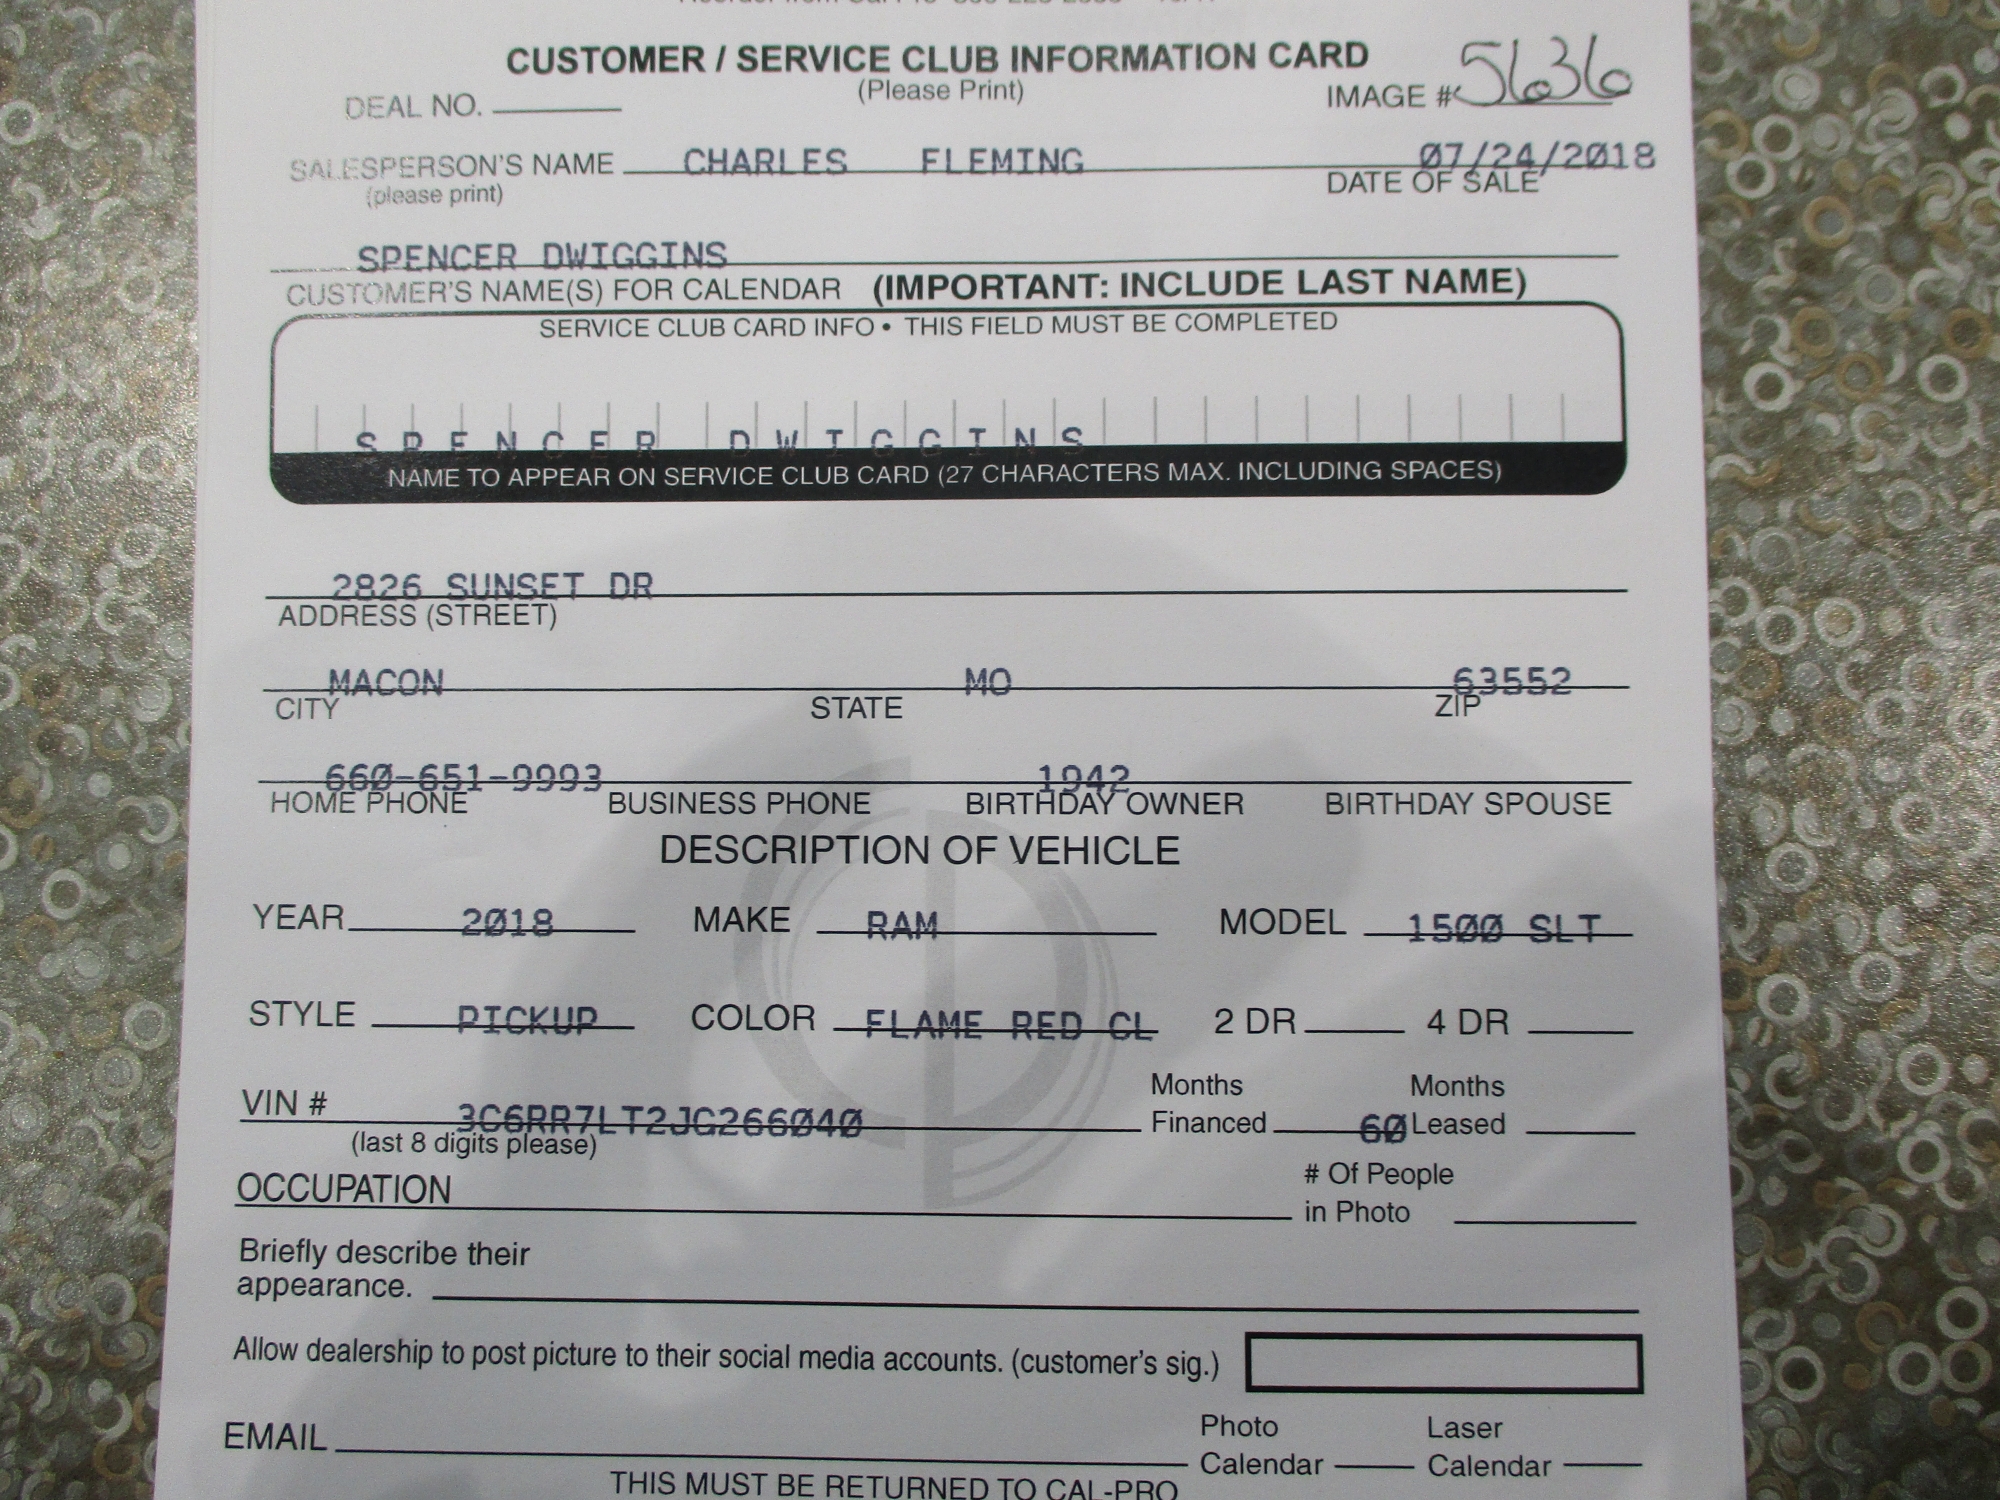 CUSTOMER / SERVICE CLUB INFORMATION CARD
(Please Print)
DEAL NO. IMAGE # 5636
SALESPERSON'S NAME CHARLES FLEMING 07/24/2018
(please print) DATE OF SALE
SPENCER DWIGGINS
CUSTOMER'S NAME(S) FOR CALENDAR (IMPORTANT: INCLUDE LAST NAME)
SERVICE CLUB CARD INFO • THIS FIELD MUST BE COMPLETED
SPENCER DWIGGINS
NAME TO APPEAR ON SERVICE CLUB CARD (27 CHARACTERS MAX. INCLUDING SPACES)
2826 SUNSET DR
ADDRESS (STREET)
MACON MO 63552
CITY STATE ZIP
660-651-9993 1942
HOME PHONE BUSINESS PHONE BIRTHDAY OWNER BIRTHDAY SPOUSE
DESCRIPTION OF VEHICLE
YEAR 2018 MAKE RAM MODEL 1500 SLT
STYLE PICKUP COLOR FLAME RED CL 2 DR 4 DR
VIN # 3C6RR7LT2JG266040 Months Financed 60 Months Leased
(last 8 digits please)
OCCUPATION # Of People in Photo
Briefly describe their
appearance.
Allow dealership to post picture to their social media accounts. (customer's sig.)
EMAIL Photo Calendar Laser Calendar
THIS MUST BE RETURNED TO CAL-PRO